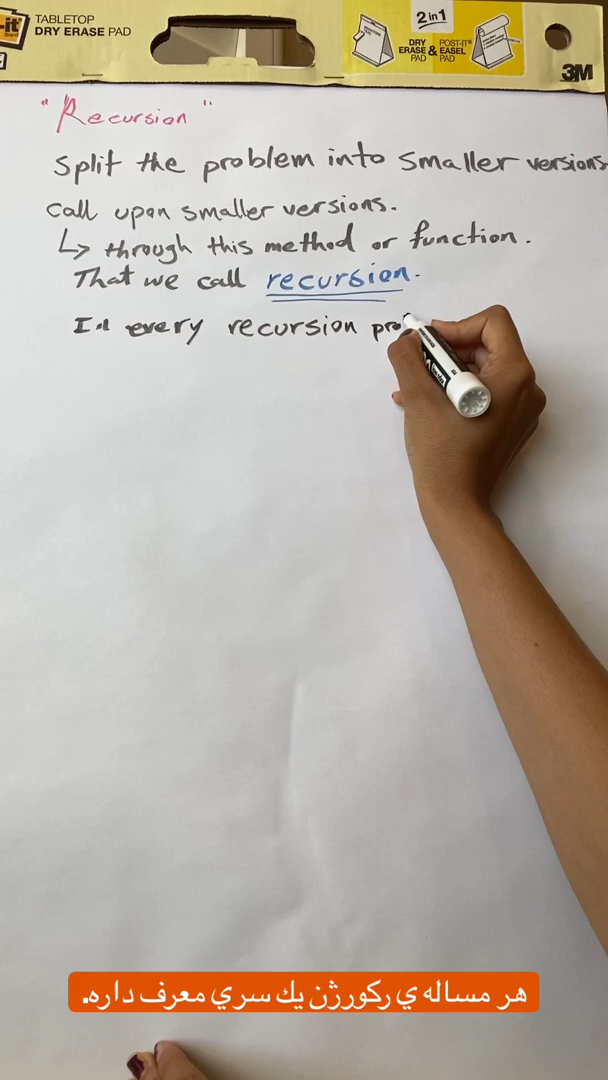 -it
TABLETOP
DRY ERASE PAD
2 in 1
DRY ERASE PAD & POST-IT® EASEL PAD
3M
"Recursion"
Split the problem into smaller versions
call upon smaller versions.
↳ through this method or function.
That we call recursion.
In every recursion pro
هر مساله ي ركورژن يك سري معرف داره.